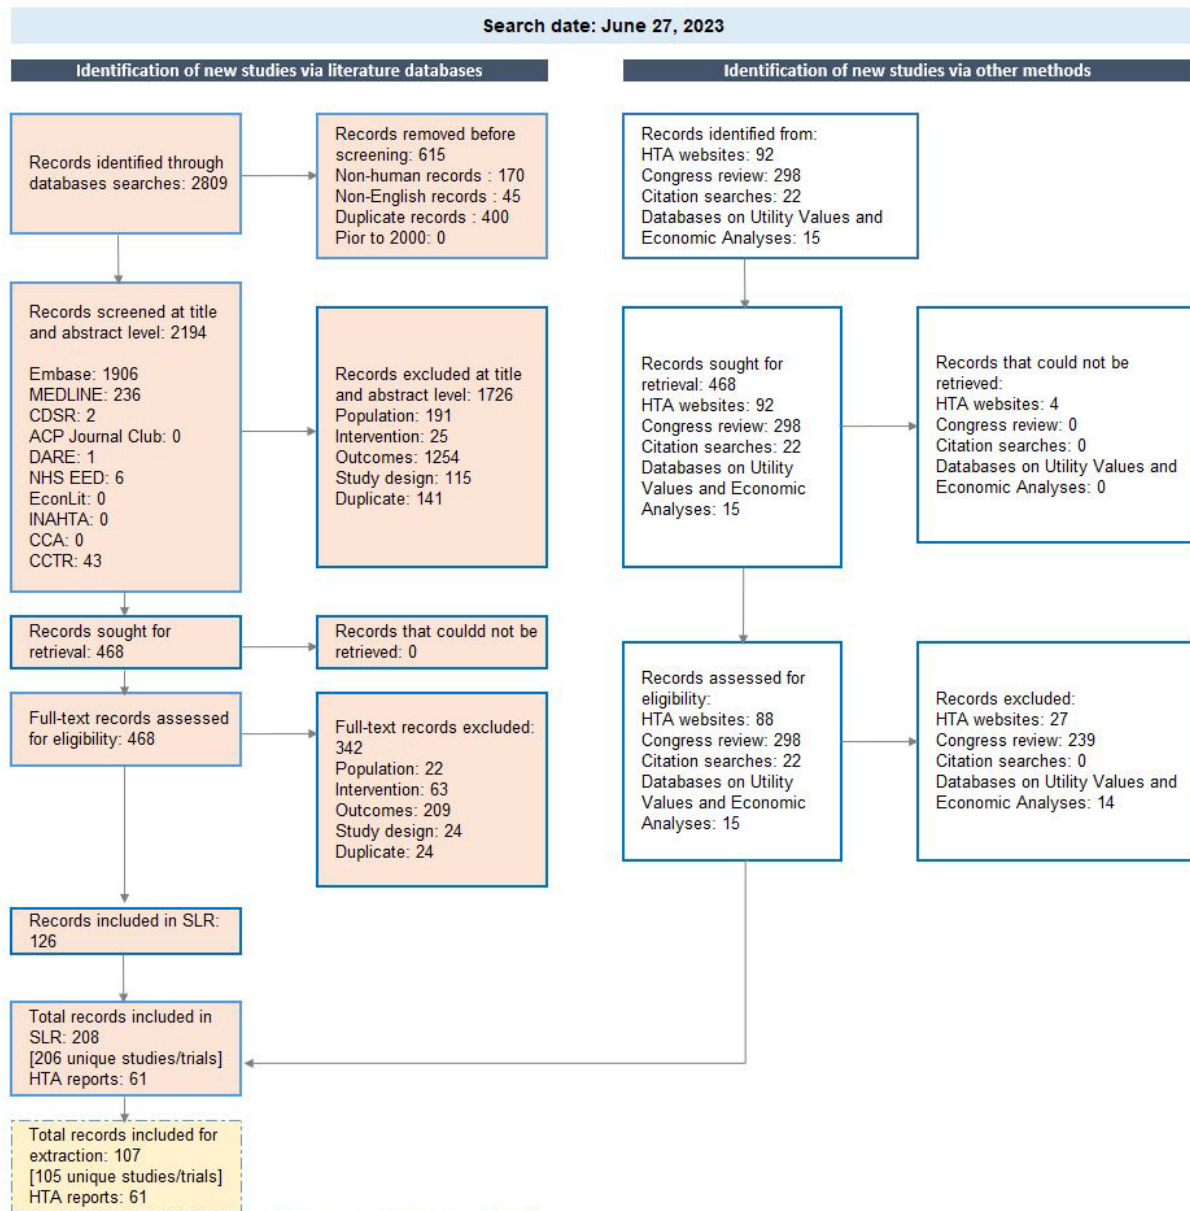 Search date: June 27, 2023
Identification of new studies via literature databases
Records identified through
databases searches: 2809
Records removed before
screening: 615
Non-human records : 170
Non-English records : 45
Duplicate records : 400
Pior to 2000: 0
Records screened at title
and abstract level: 2194
Embase: 1906
MEDLINE: 236
CDSR: 2
ACP Journal Club: 0
DARE: 1
NHS EED: 6
EconLit: 0
INAHTA: 0
CCA: 0
CCTR: 43
Records excluded at title
and abstract level: 1726
Population: 191
Intervention: 25
Outcomes: 1254
Study design: 115
Duplicate: 141
Records sought for
retrieval: 468
Records that couldd not be
retrieved: 0
Full-text records assessed
for eligibility: 468
Full-text records excluded:
342
Population: 22
Intervention: 63
Outcomes: 209
Study design: 24
Duplicate: 24
Records included in SLR:
126
Total records included in
SLR: 208
[206 unique studies/trials]
HTA reports: 61
Total records included for
extraction: 107
[105 unique studies/trials]
HTA reports: 61
Identification of new studies via other methods
Records identified from:
HTA websites: 92
Congress review: 298
Citation searches: 22
Databases on Utility Values and
Economic Analyses: 15
Records sought for
retrieval: 468
HTA websites: 92
Congress review: 298
Citation searches: 22
Databases on Utility
Values and Economic
Analyses: 15
Records that could not be
retrieved:
HTA websites: 4
Congress review: 0
Citation searches: 0
Databases on Utility Values and
Economic Analyses: 0
Records assessed for
eligibility:
HTA websites: 88
Congress review: 298
Citation searches: 22
Databases on Utility
Values and Economic
Analyses: 15
Records excluded:
HTA websites: 27
Congress review: 239
Citation searches: 0
Databases on Utility Values and
Economic Analyses: 14